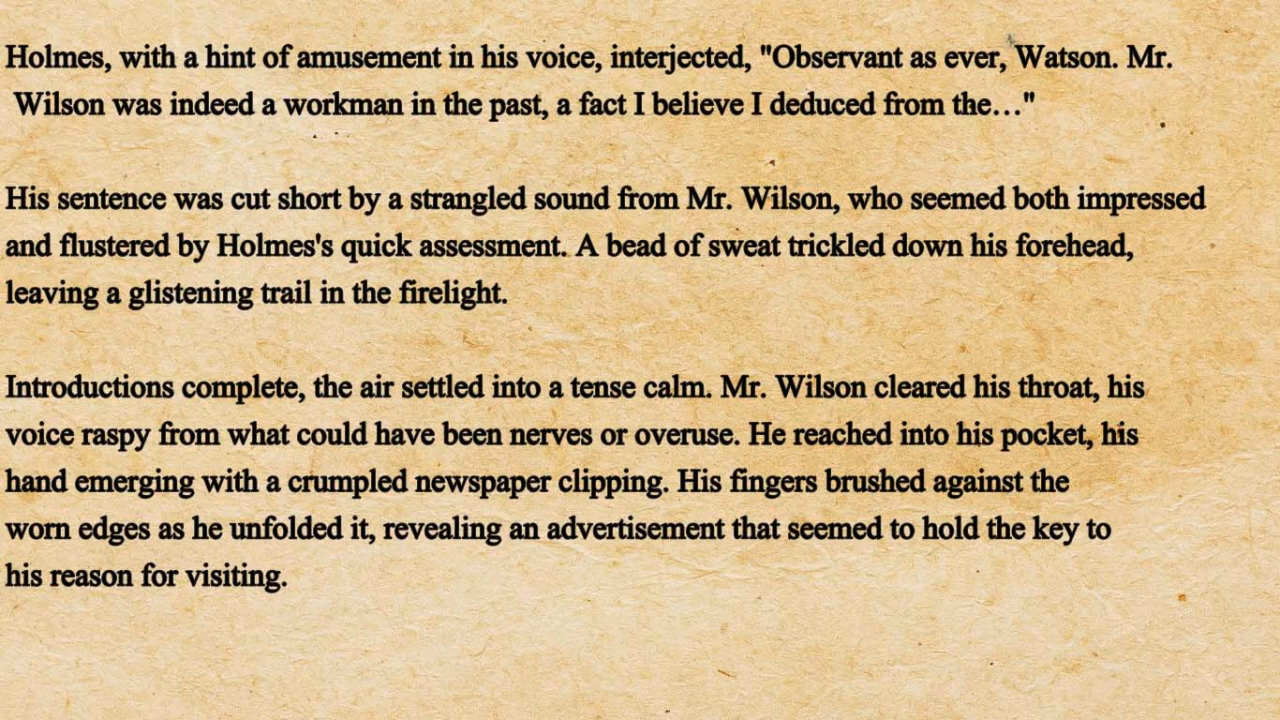 Holmes, with a hint of amusement in his voice, interjected, "Observant as ever, Watson. Mr.
Wilson was indeed a workman in the past, a fact I believe I deduced from the…"
His sentence was cut short by a strangled sound from Mr. Wilson, who seemed both impressed
and flustered by Holmes's quick assessment. A bead of sweat trickled down his forehead,
leaving a glistening trail in the firelight.
Introductions complete, the air settled into a tense calm. Mr. Wilson cleared his throat, his
voice raspy from what could have been nerves or overuse. He reached into his pocket, his
hand emerging with a crumpled newspaper clipping. His fingers brushed against the
worn edges as he unfolded it, revealing an advertisement that seemed to hold the key to
his reason for visiting.